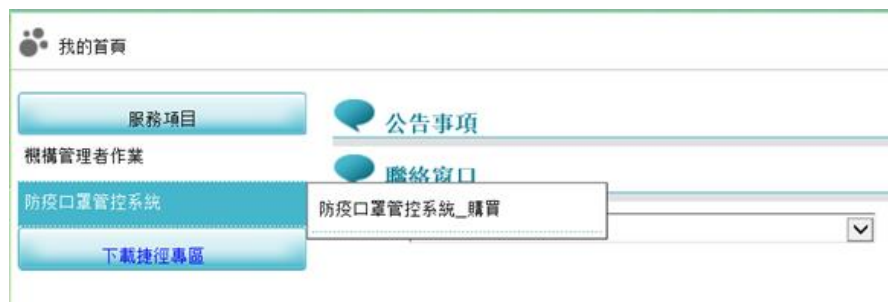 我的首頁
服務項目
公告事項
機構管理者作業
聯絡窗口
防疫口罩管控系統
防疫口罩管控系統_購買
下載捷徑專區